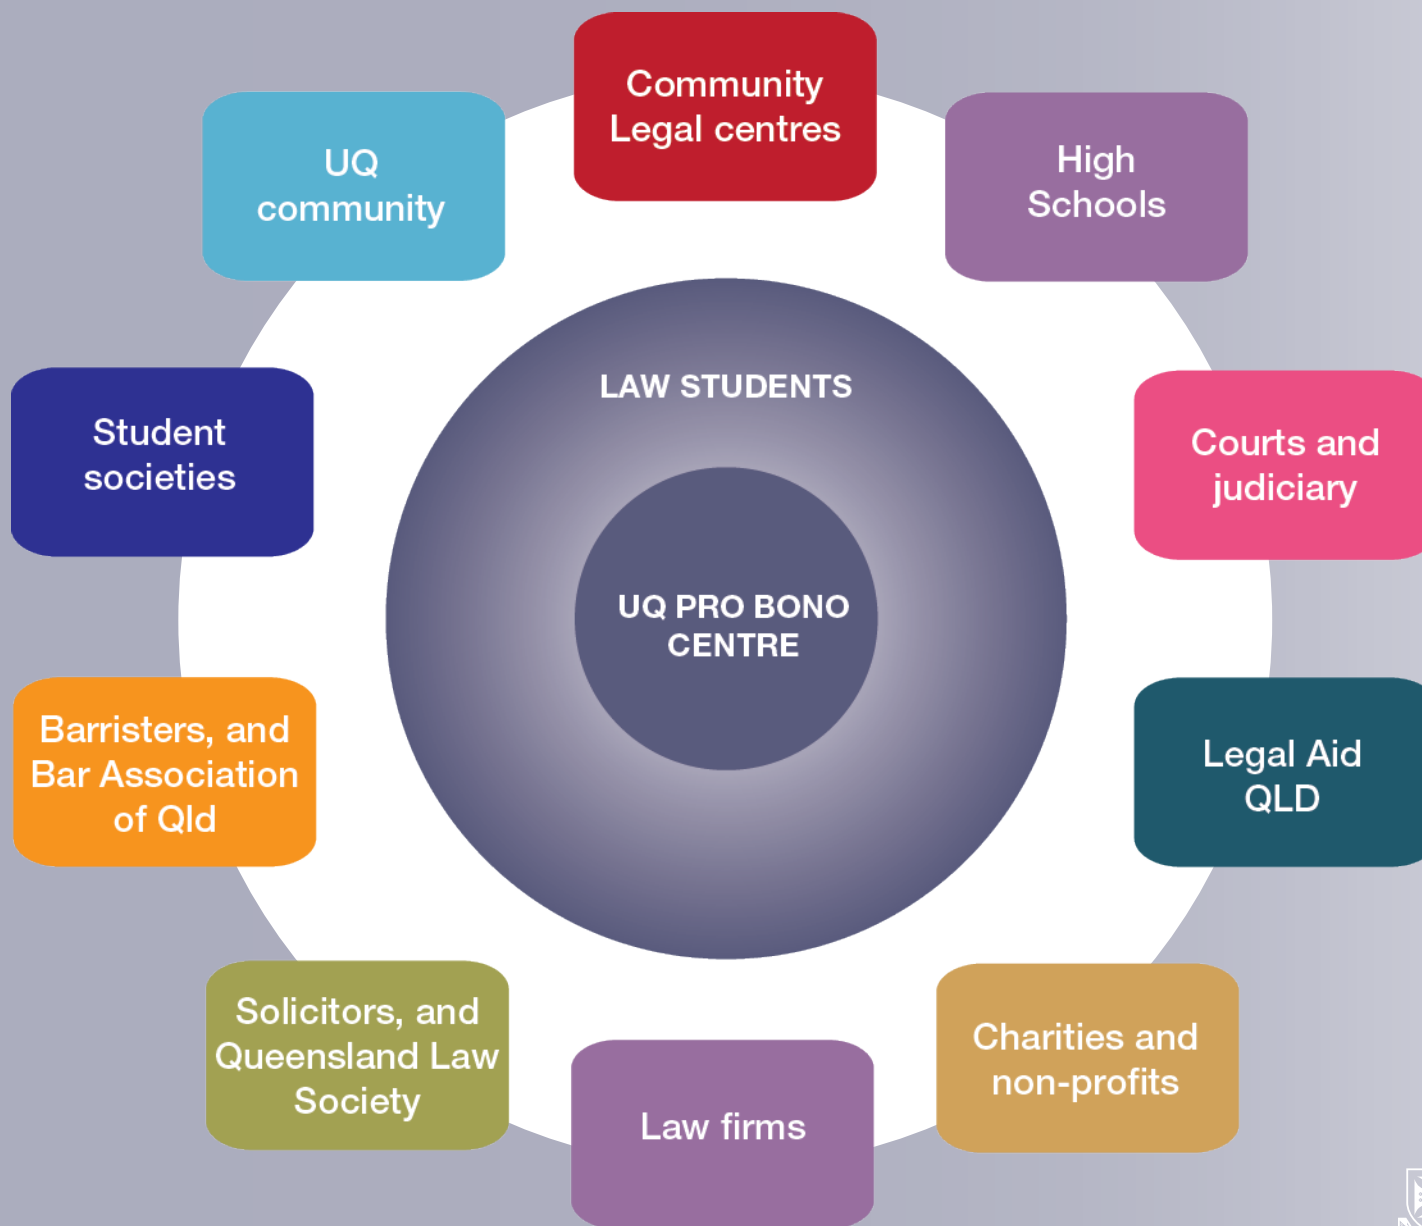 Community
Legal centres
UQ
community
High
Schools
LAW STUDENTS
Student
societies
Courts and
judiciary
UQ PRO BONO
CENTRE
Barristers, and
Bar Association
of Qld
Legal Aid
QLD
Solicitors, and
Queensland Law
Society
Charities and
non-profits
Law firms